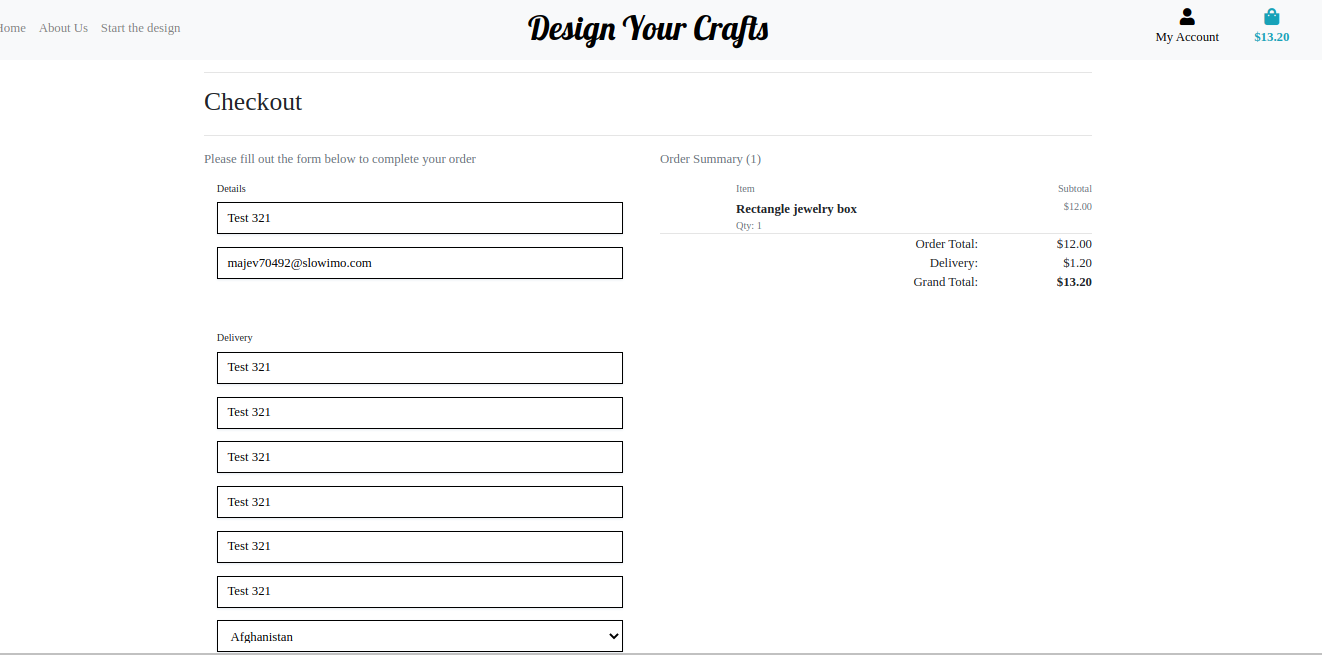 Home About Us Start the design
Design Your Crafts
My Account
$13.20
Checkout
Please fill out the form below to complete your order
Details
Test 321
majev70492@slowimo.com
Delivery
Test 321
Test 321
Test 321
Test 321
Test 321
Test 321
Afghanistan
Order Summary (1)
Item Subtotal
Rectangle jewelry box $12.00
Qty: 1
Order Total: $12.00
Delivery: $1.20
Grand Total: $13.20